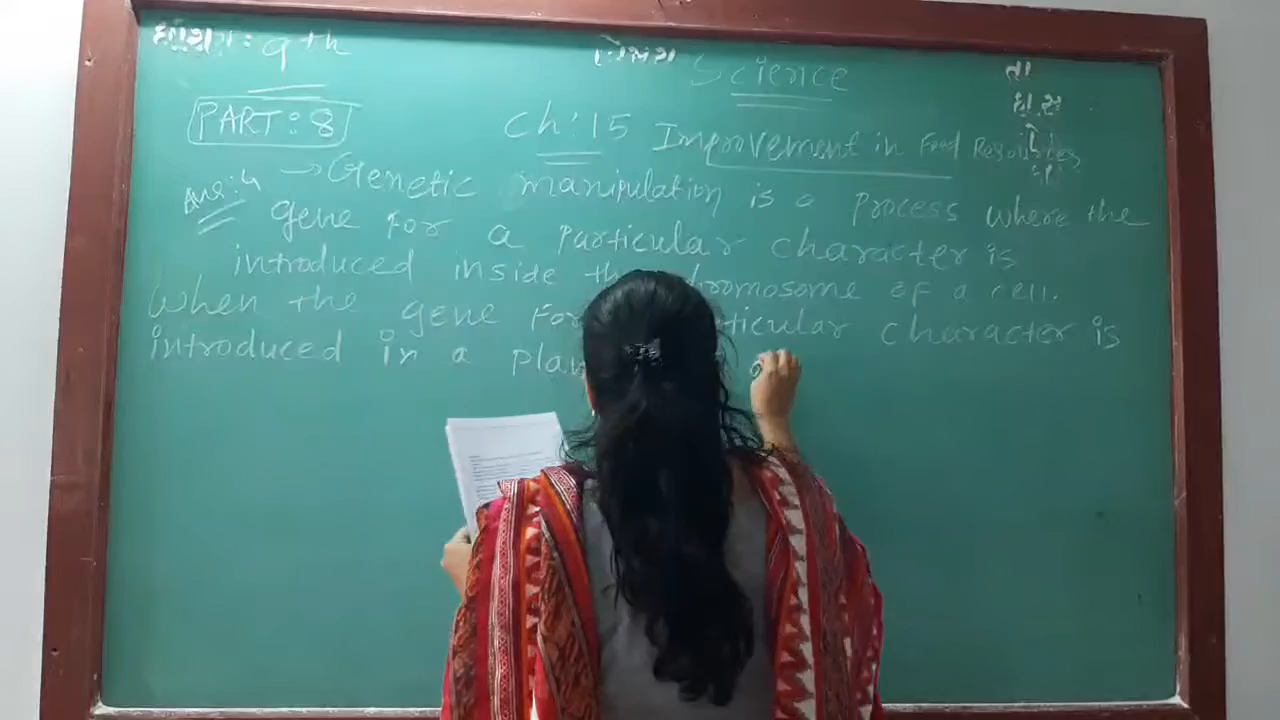 ધોરણ : 9th
વિષય Science
તા
PART : 8
Ch : 15 Improvement in Food Resources
Ans : 4 → Genetic manipulation is a process where the
gene for a particular character is
introduced inside the chromosome of a cell.
When the gene for particular character is
introduced in a plan